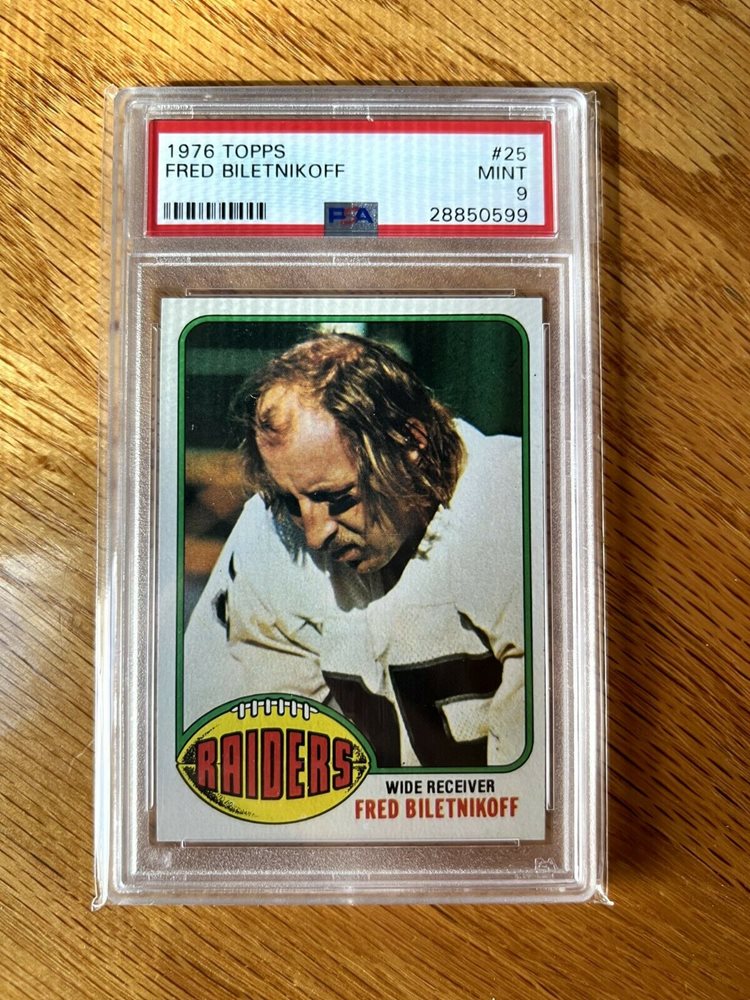 1976 TOPPS #25
FRED BILETNIKOFF MINT
9
PSA 28850599
RAIDERS
WIDE RECEIVER
FRED BILETNIKOFF